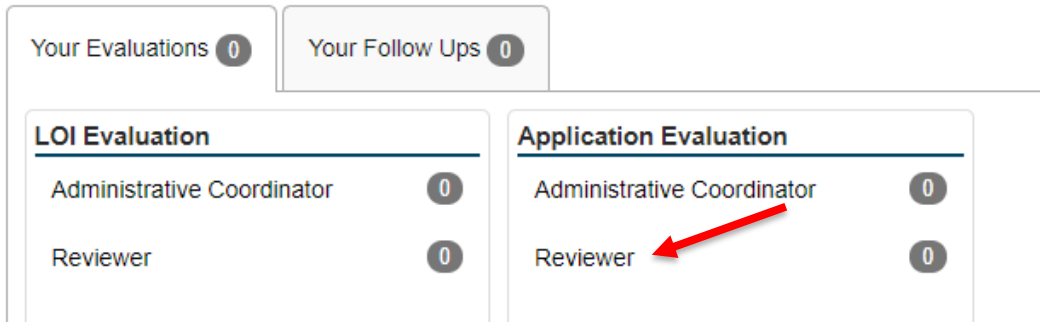 Your Evaluations 0
Your Follow Ups 0
LOI Evaluation
Administrative Coordinator 0
Reviewer 0
Application Evaluation
Administrative Coordinator 0
Reviewer 0